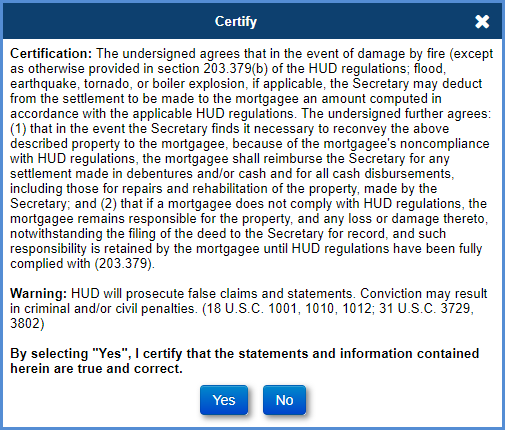 Certify
Certification: The undersigned agrees that in the event of damage by fire (except
as otherwise provided in section 203.379(b) of the HUD regulations; flood,
earthquake, tornado, or boiler explosion, if applicable, the Secretary may deduct
from the settlement to be made to the mortgagee an amount computed in
accordance with the applicable HUD regulations. The undersigned further agrees:
(1) that in the event the Secretary finds it necessary to reconvey the above
described property to the mortgagee, because of the mortgagee's noncompliance
with HUD regulations, the mortgagee shall reimburse the Secretary for any
settlement made in debentures and/or cash and for all cash disbursements,
including those for repairs and rehabilitation of the property, made by the
Secretary; and (2) that if a mortgagee does not comply with HUD regulations, the
mortgagee remains responsible for the property, and any loss or damage thereto,
notwithstanding the filing of the deed to the Secretary for record, and such
responsibility is retained by the mortgagee until HUD regulations have been fully
complied with (203.379).
Warning: HUD will prosecute false claims and statements. Conviction may result
in criminal and/or civil penalties. (18 U.S.C. 1001, 1010, 1012; 31 U.S.C. 3729,
3802)
By selecting "Yes", I certify that the statements and information contained
herein are true and correct.
Yes No